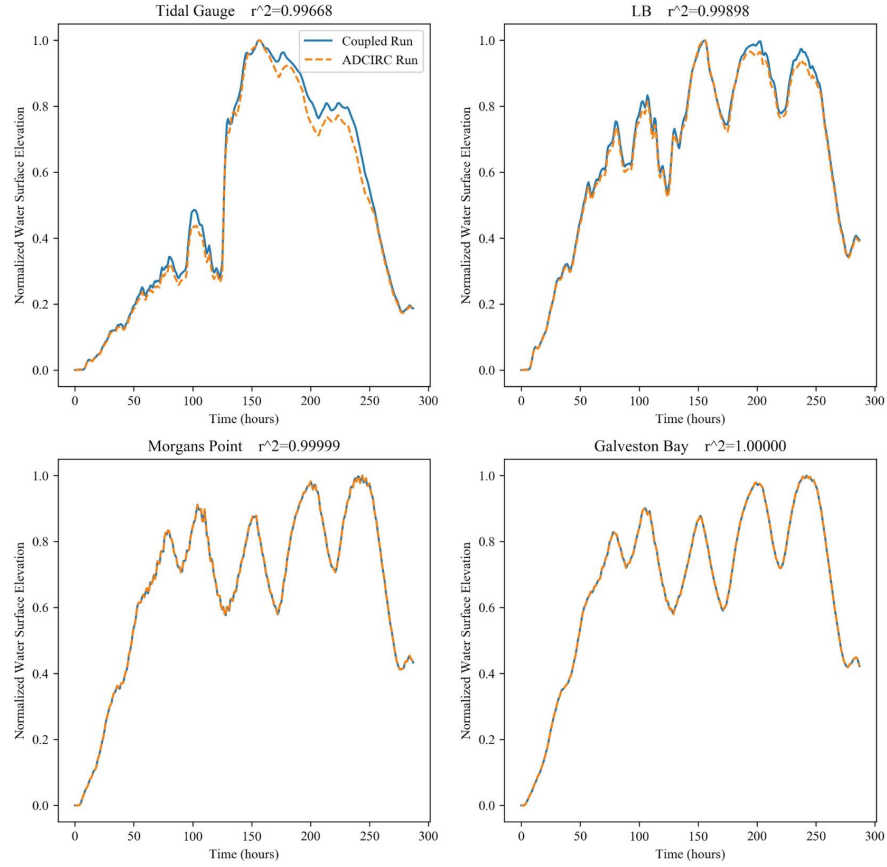 Tidal Gauge r^2=0.99668
Normalized Water Surface Elevation
1.0
0.8
0.6
0.4
0.2
0.0
Coupled Run
ADCIRC Run
0 50 100 150 200 250 300
Time (hours)
LB r^2=0.99898
Normalized Water Surface Elevation
1.0
0.8
0.6
0.4
0.2
0.0
0 50 100 150 200 250 300
Time (hours)
Morgans Point r^2=0.99999
Normalized Water Surface Elevation
1.0
0.8
0.6
0.4
0.2
0.0
0 50 100 150 200 250 300
Time (hours)
Galveston Bay r^2=1.00000
Normalized Water Surface Elevation
1.0
0.8
0.6
0.4
0.2
0.0
0 50 100 150 200 250 300
Time (hours)